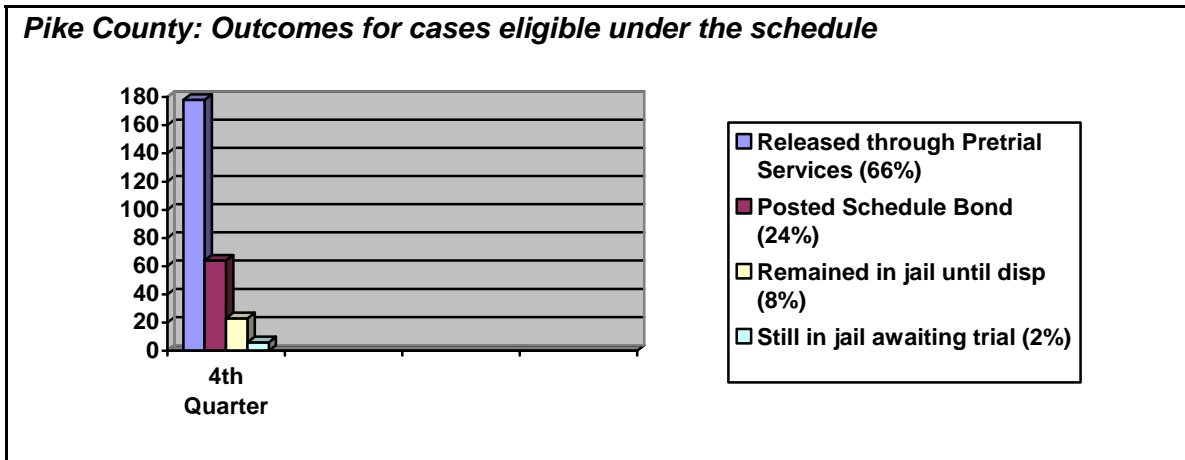 Pike County: Outcomes for cases eligible under the schedule
180
160
140
120
100
80
60
40
20
0
4th
Quarter
Released through Pretrial
Services (66%)
Posted Schedule Bond
(24%)
Remained in jail until disp
(8%)
Still in jail awaiting trial (2%)